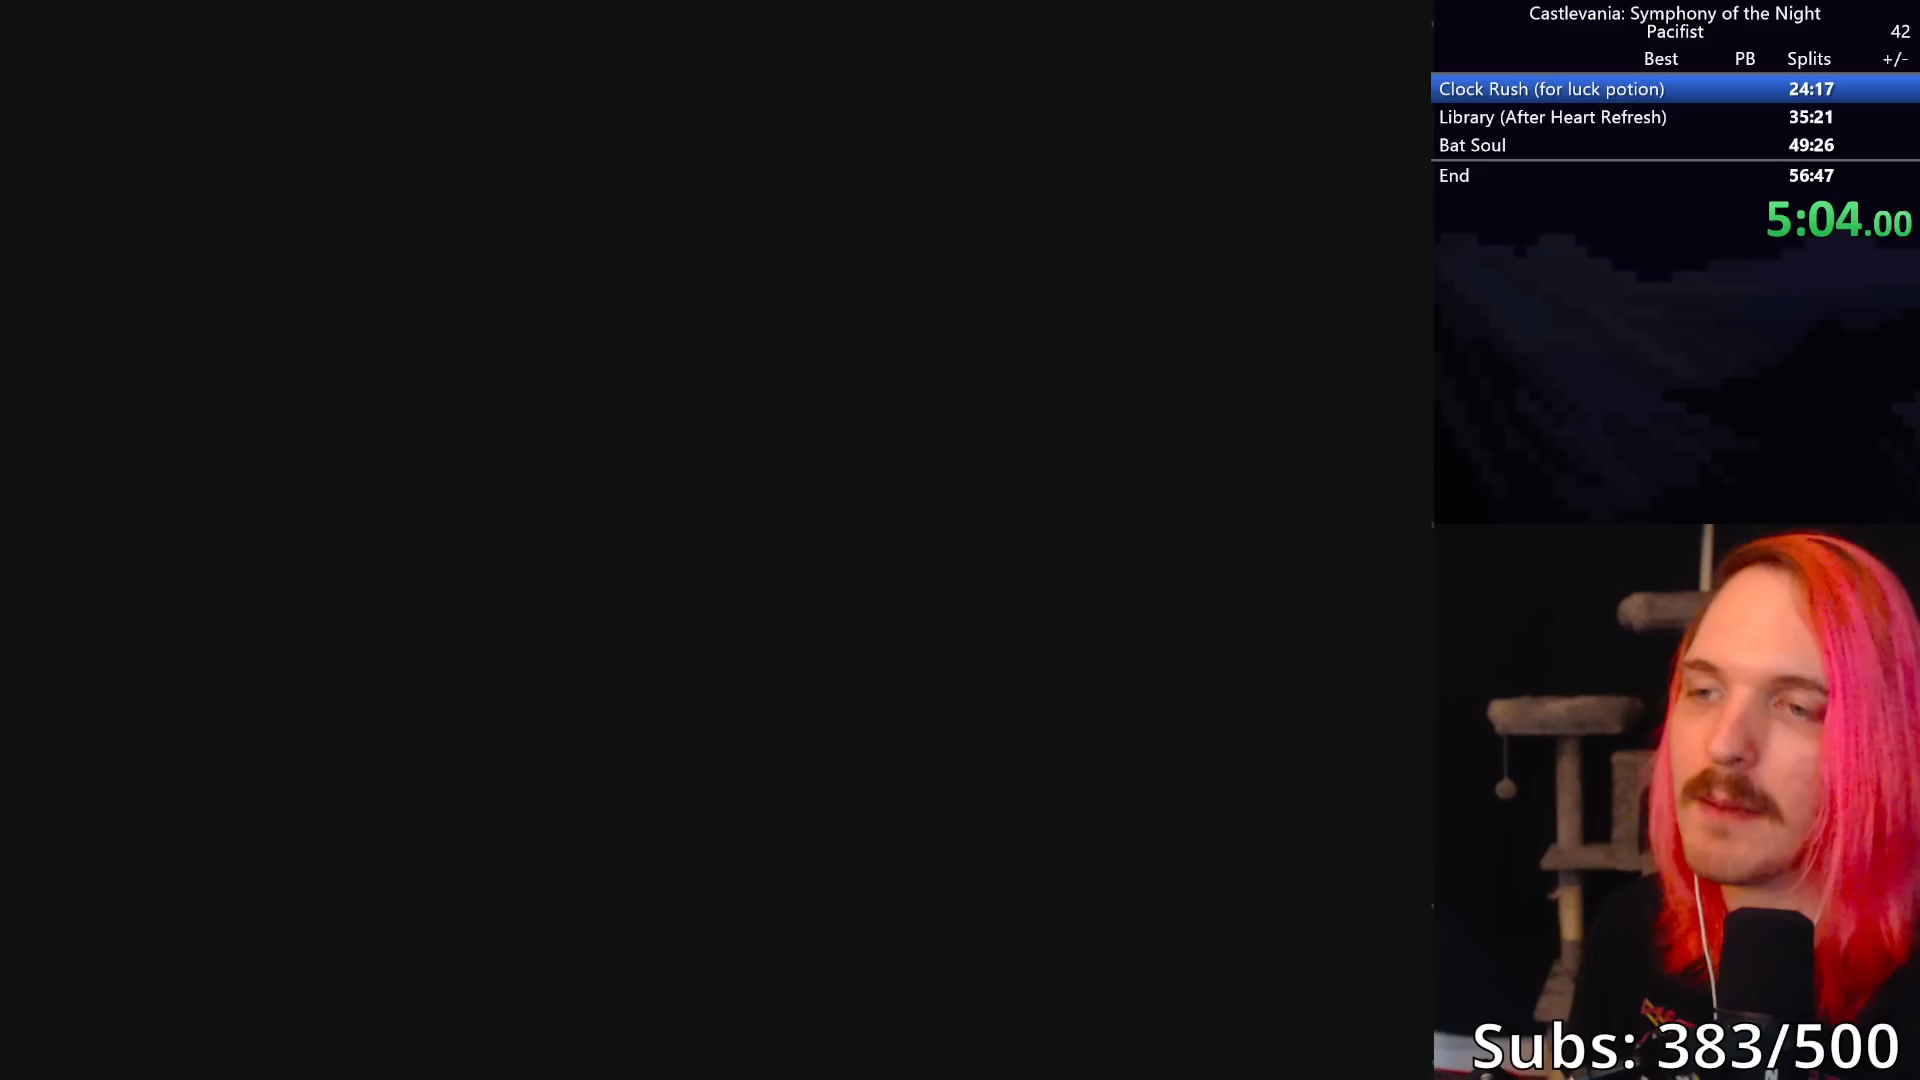 Castlevania: Symphony of the Night
Pacifist 42
Best PB Splits +/-
Clock Rush (for luck potion) 24:17
Library (After Heart Refresh) 35:21
Bat Soul 49:26
End 56:47
5:04.00
Subs: 383/500